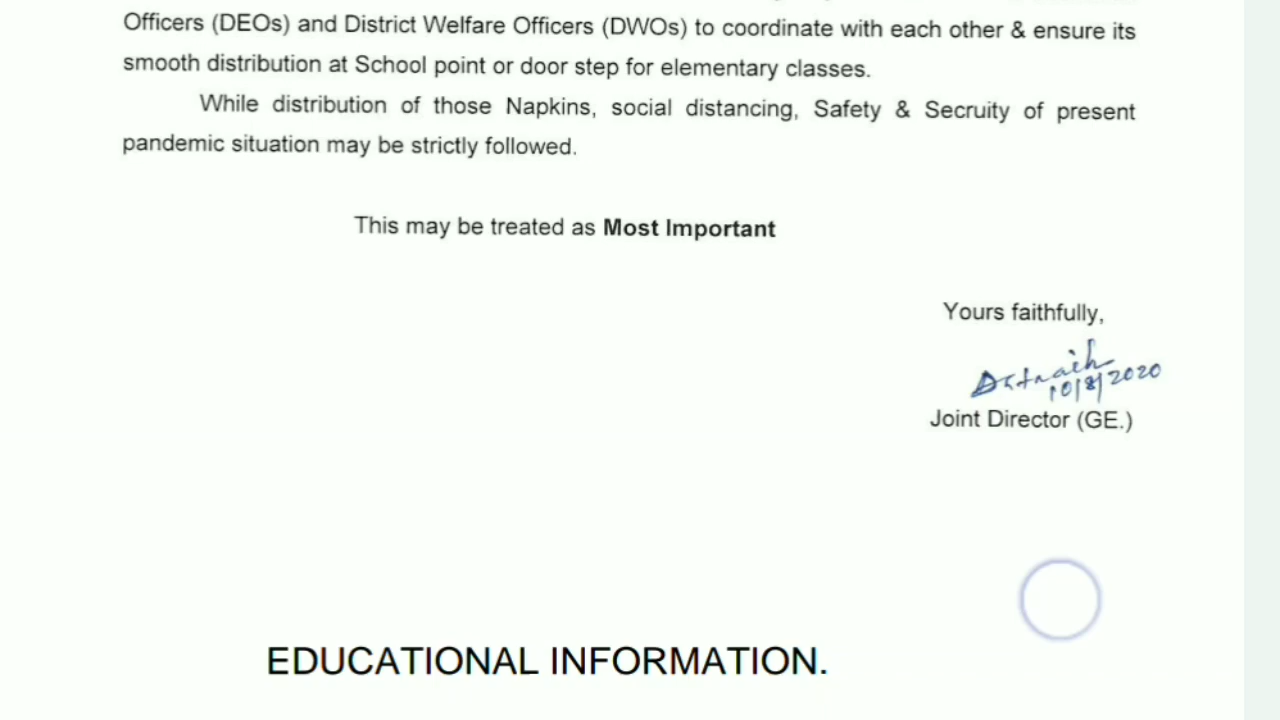 Officers (DEOs) and District Welfare Officers (DWOs) to coordinate with each other & ensure its
smooth distribution at School point or door step for elementary classes.
While distribution of those Napkins, social distancing, Safety & Secruity of present
pandemic situation may be strictly followed.
This may be treated as Most Important
Yours faithfully,
10/8/2020
Joint Director (GE.)
EDUCATIONAL INFORMATION.